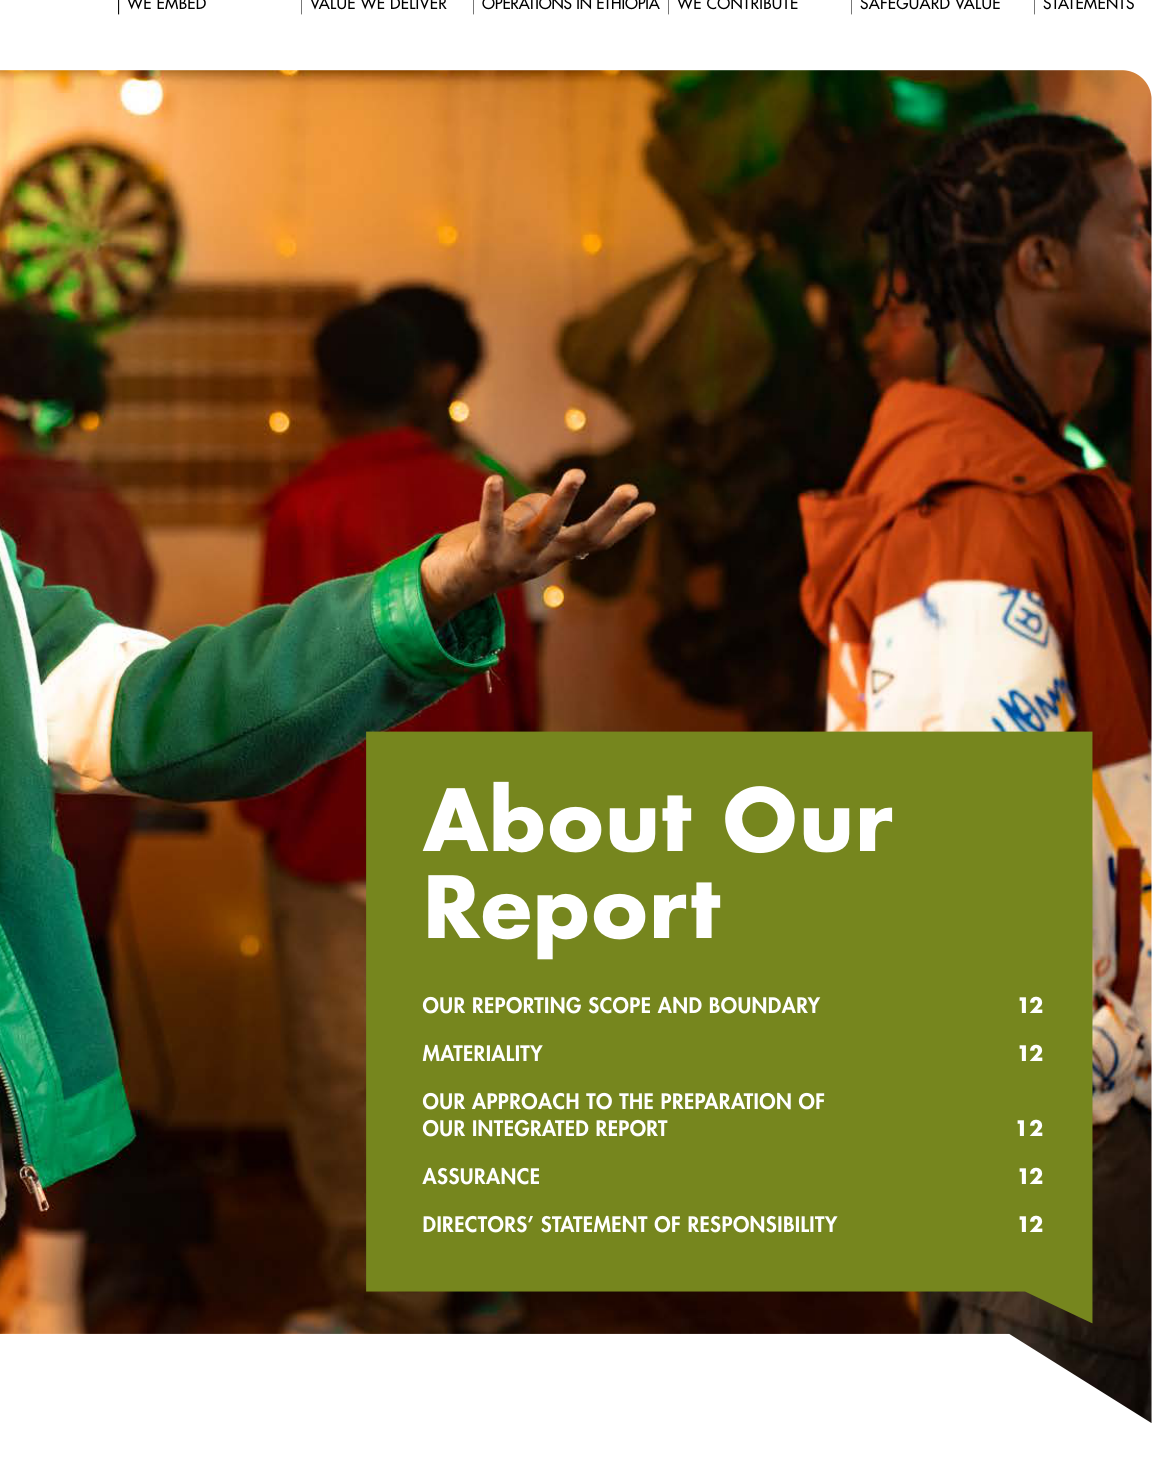 WE EMBED
VALUE WE DELIVER
OPERATIONS IN ETHIOPIA
WE CONTRIBUTE
SAFEGUARD VALUE
STATEMENTS
About Our
Report
OUR REPORTING SCOPE AND BOUNDARY 12
MATERIALITY 12
OUR APPROACH TO THE PREPARATION OF
OUR INTEGRATED REPORT 12
ASSURANCE 12
DIRECTORS’ STATEMENT OF RESPONSIBILITY 12